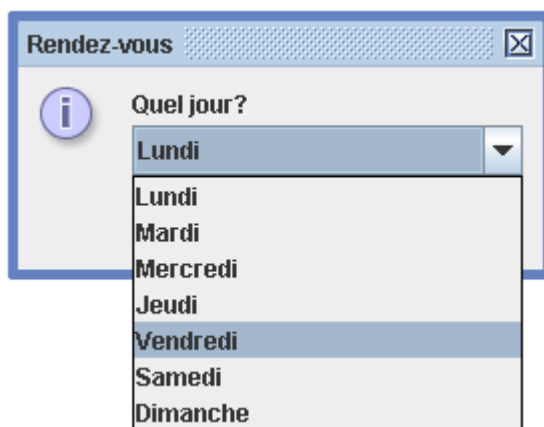 Rendez-vous
Quel jour?
Lundi
Lundi
Mardi
Mercredi
Jeudi
Vendredi
Samedi
Dimanche